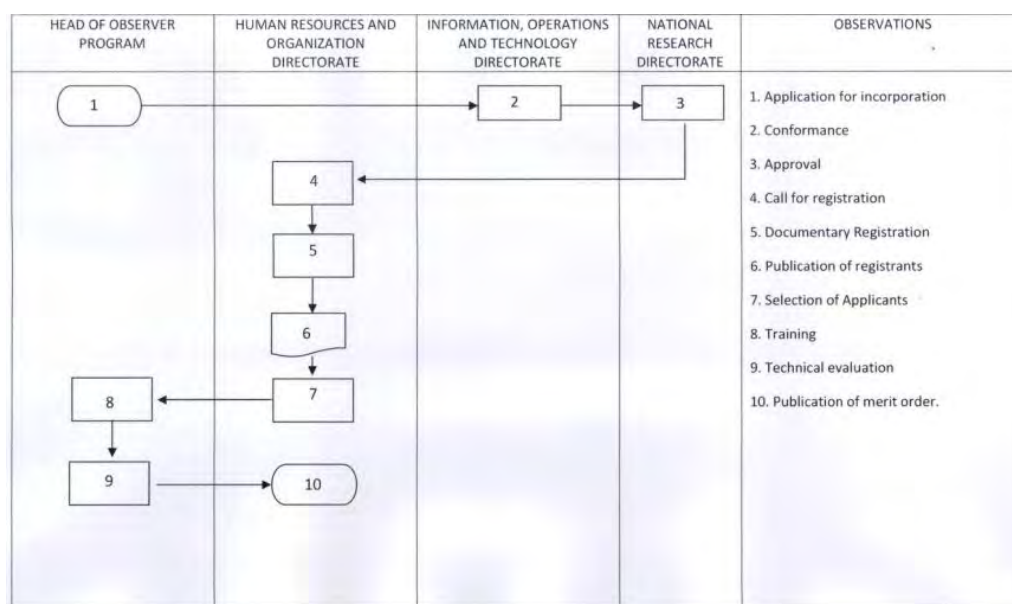 HEAD OF OBSERVER
PROGRAM
HUMAN RESOURCES AND
ORGANIZATION
DIRECTORATE
INFORMATION, OPERATIONS
AND TECHNOLOGY
DIRECTORATE
NATIONAL
RESEARCH
DIRECTORATE
OBSERVATIONS
1
2
3
4
5
6
7
8
9
10
1. Application for incorporation
2. Conformance
3. Approval
4. Call for registration
5. Documentary Registration
6. Publication of registrants
7. Selection of Applicants
8. Training
9. Technical evaluation
10. Publication of merit order.